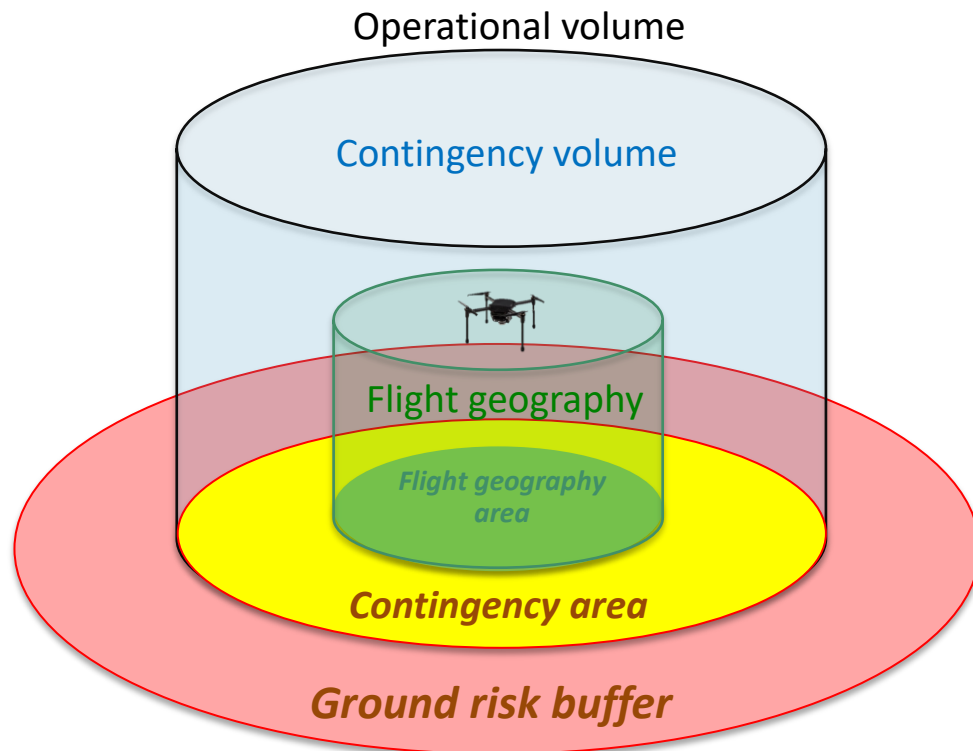 Operational volume
Contingency volume
Flight geography
Flight geography
area
Contingency area
Ground risk buffer